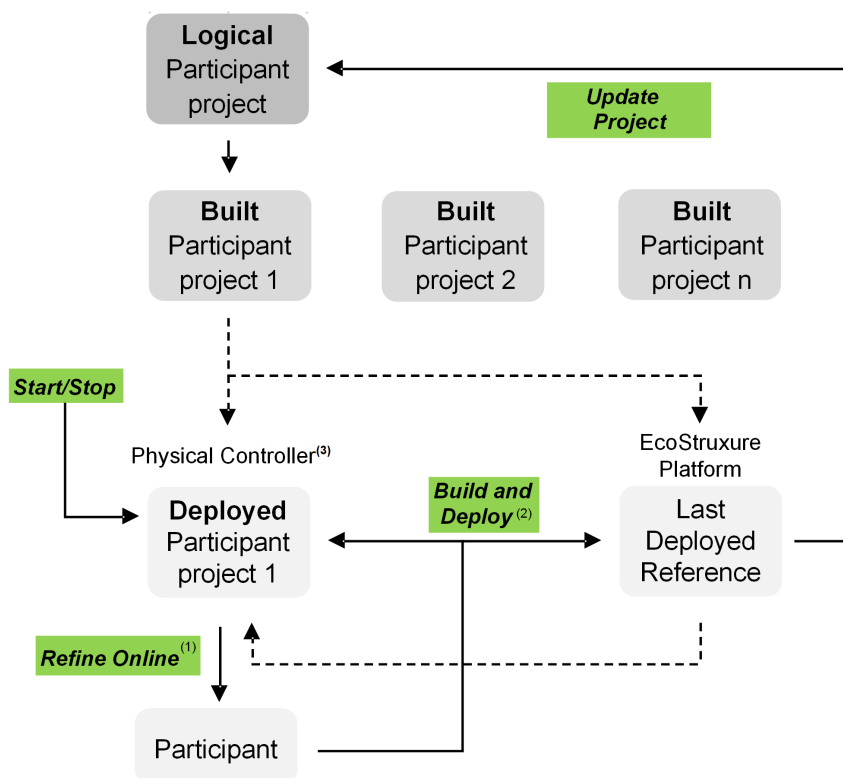 Logical
Participant
project
Update
Project
Built
Participant
project 1
Built
Participant
project 2
Built
Participant
project n
Start/Stop
Physical Controller(3)
EcoStruxure
Platform
Build and
Deploy (2)
Deployed
Participant
project 1
Last
Deployed
Reference
Refine Online(1)
Participant